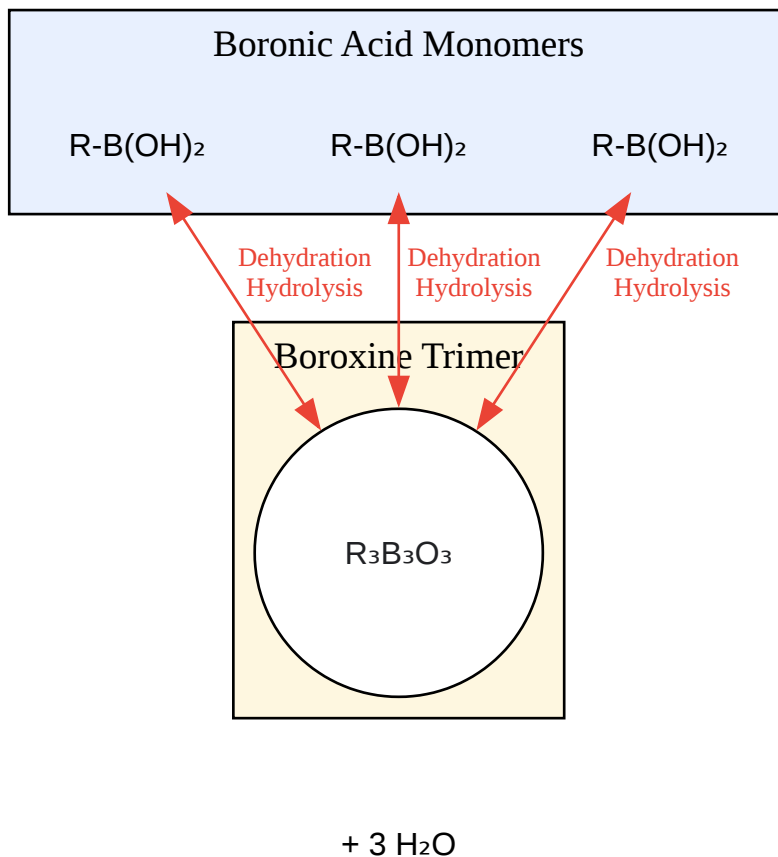 Boronic Acid Monomers
R-B(OH)₂ R-B(OH)₂ R-B(OH)₂
Dehydration Dehydration Dehydration
Hydrolysis Hydrolysis Hydrolysis
Boroxine Trimer
R₃B₃O₃
+ 3 H₂O